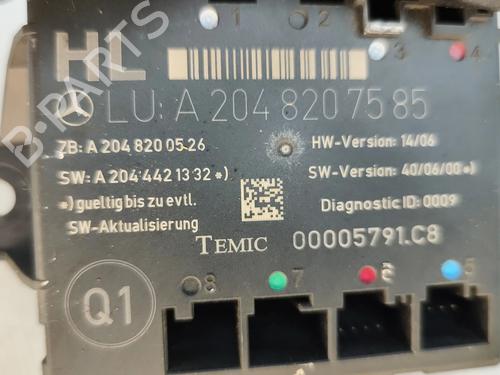 1 2
3 4
HL
LU: A 204 820 75 85
ZB: A 204 820 05 26
HW-Version: 14/06
SW: A 204 442 13 32 *)
SW-Version: 40/06/00 *)
*) gueltig bis zu evtl.
SW-Aktualisierung
Diagnostic ID: 0009
TEMIC 00005791.C8
Q1
8 7 6 5
B-PARTS